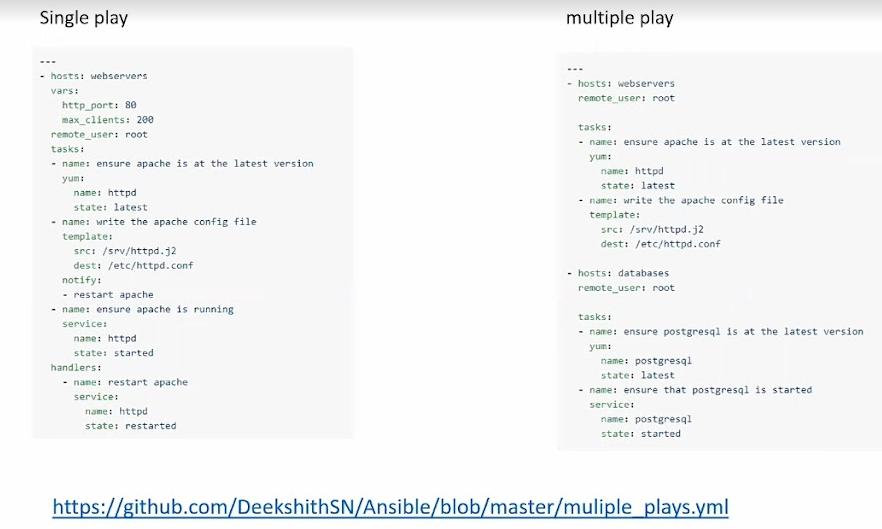 Single play
---
- hosts: webservers
  vars:
    http_port: 80
    max_clients: 200
  remote_user: root
  tasks:
  - name: ensure apache is at the latest version
    yum:
      name: httpd
      state: latest
  - name: write the apache config file
    template:
      src: /srv/httpd.j2
      dest: /etc/httpd.conf
    notify:
    - restart apache
  - name: ensure apache is running
    service:
      name: httpd
      state: started
  handlers:
    - name: restart apache
      service:
        name: httpd
        state: restarted
multiple play
---
- hosts: webservers
  remote_user: root
  tasks:
  - name: ensure apache is at the latest version
    yum:
      name: httpd
      state: latest
  - name: write the apache config file
    template:
      src: /srv/httpd.j2
      dest: /etc/httpd.conf
- hosts: databases
  remote_user: root
  tasks:
  - name: ensure postgresql is at the latest version
    yum:
      name: postgresql
      state: latest
  - name: ensure that postgresql is started
    service:
      name: postgresql
      state: started
https://github.com/DeekshithSN/Ansible/blob/master/muliple_plays.yml